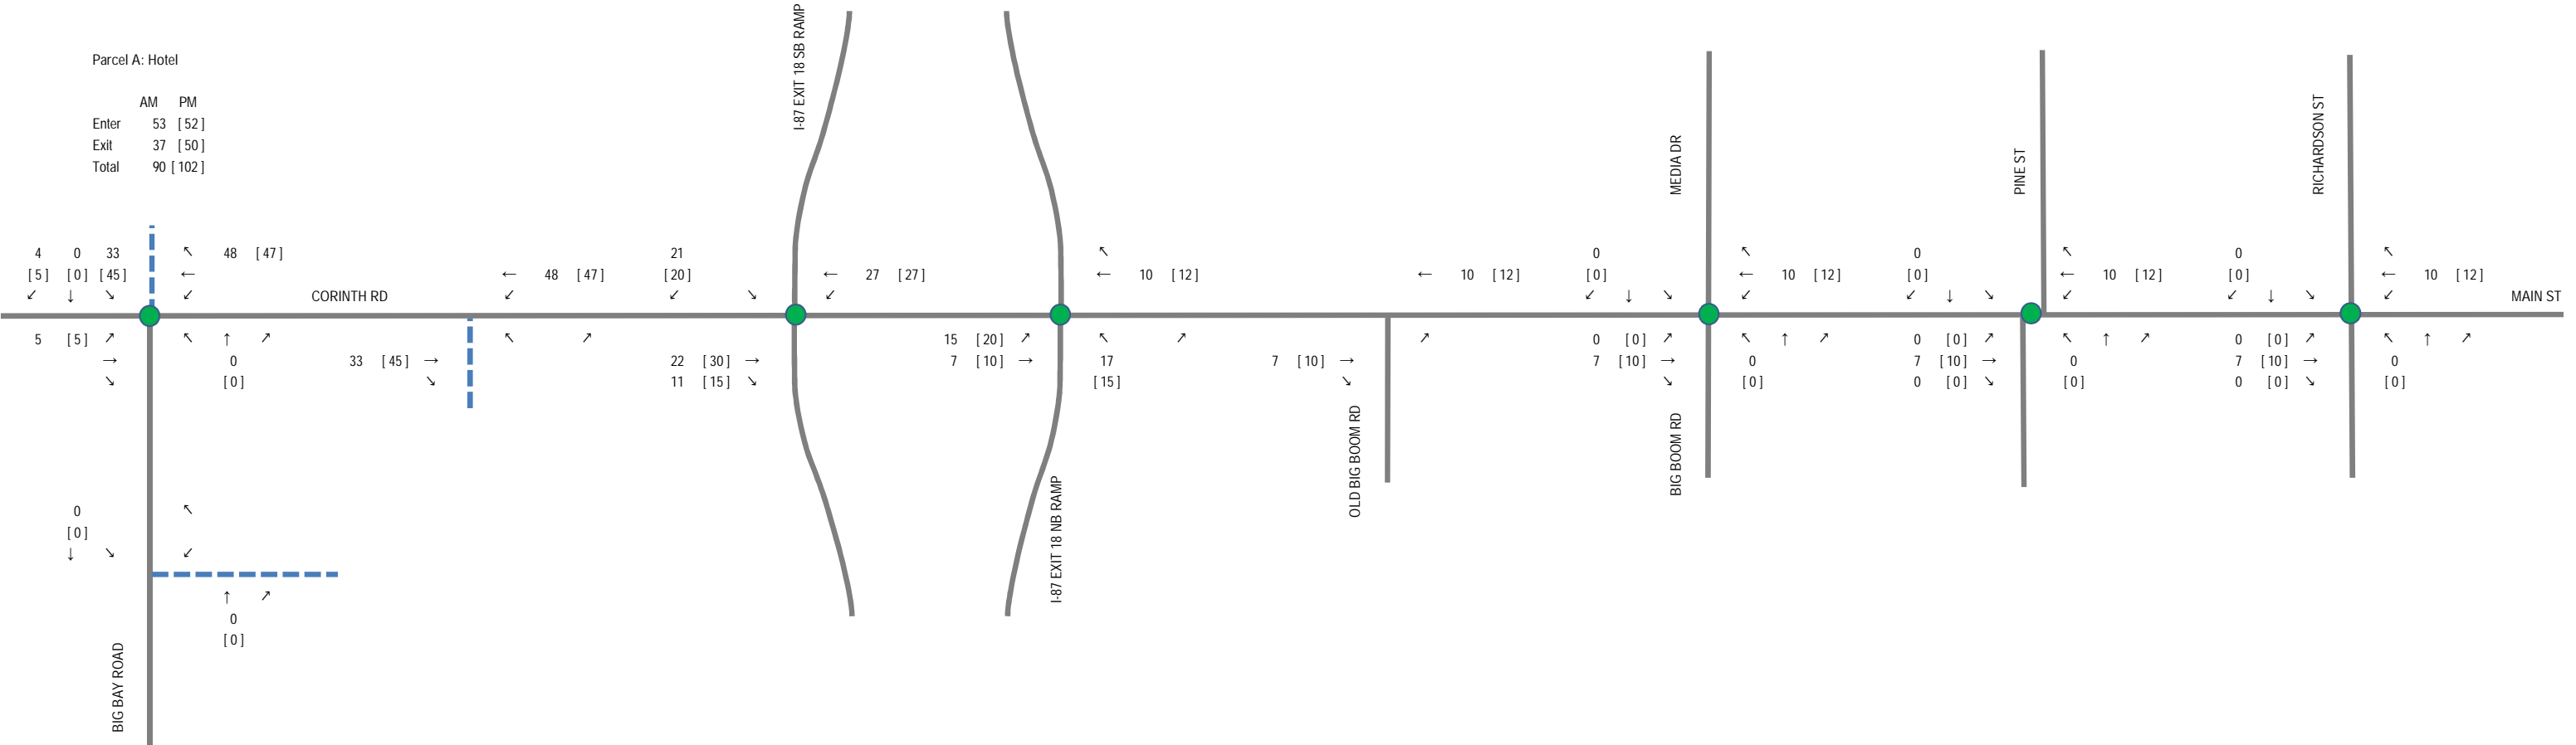 I-87 EXIT 18 SB RAMP
Parcel A: Hotel
AM PM
Enter 53 [ 52 ]
Exit 37 [ 50 ]
Total 90 [ 102 ]
MEDIA DR
PINE ST
RICHARDSON ST
4 0 33 ↖ 48 [ 47 ] 21 ↖ 0 ↖ 0 ↖ 0 ↖
[ 5 ] [ 0 ] [ 45 ] ← ← 48 [ 47 ] [ 20 ] ← 27 [ 27 ] ← 10 [ 12 ] ← 10 [ 12 ] [ 0 ] ← 10 [ 12 ] [ 0 ] ← 10 [ 12 ] [ 0 ] ← 10 [ 12 ]
↙ ↓ ↘ ↙ CORINTH RD ↙ ↙ ↘ ↙ ↙ ↓ ↘ ↙ ↙ ↓ ↘ ↙ ↙ ↓ ↘ ↙ MAIN ST
5 [ 5 ] ↗ ↖ ↑ ↗ ↖ ↗ 15 [ 20 ] ↗ ↖ ↗ ↗ 0 [ 0 ] ↗ ↖ ↑ ↗ 0 [ 0 ] ↗ ↖ ↑ ↗ 0 [ 0 ] ↗ ↖ ↑ ↗
→ 0 33 [ 45 ] → 22 [ 30 ] → 7 [ 10 ] → 17 7 [ 10 ] → 7 [ 10 ] → 0 7 [ 10 ] → 0 7 [ 10 ] → 0
↘ [ 0 ] ↘ 11 [ 15 ] ↘ [ 15 ] ↘ ↘ [ 0 ] 0 [ 0 ] ↘ [ 0 ] 0 [ 0 ] ↘ [ 0 ]
OLD BIG BOOM RD
BIG BOOM RD
I-87 EXIT 18 NB RAMP
0 ↖
[ 0 ]
↓ ↘ ↙
↑ ↗
0
[ 0 ]
BIG BAY ROAD